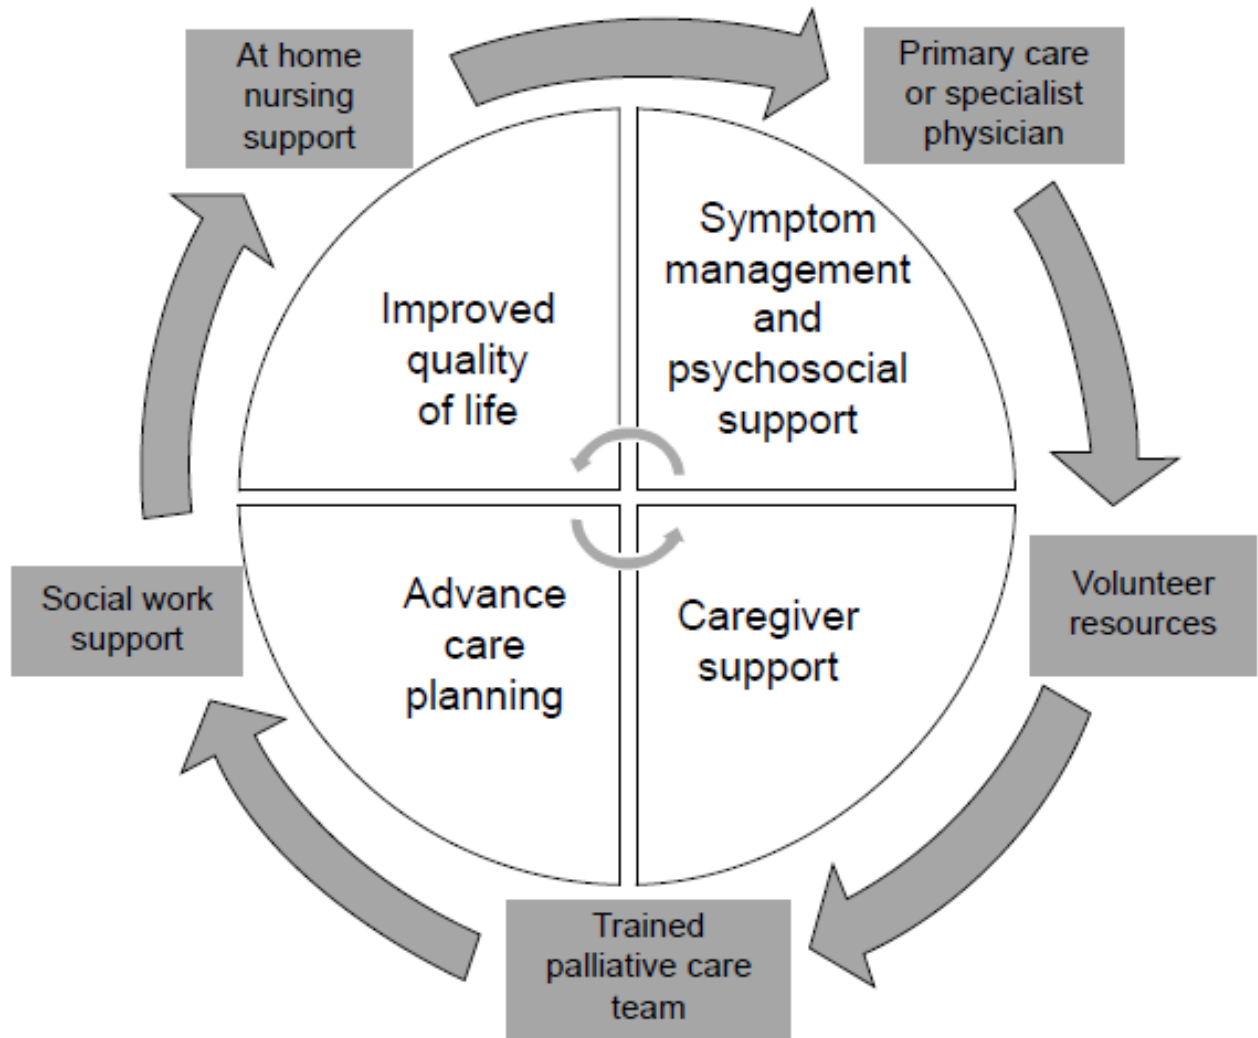 At home
nursing
support
Primary care
or specialist
physician
Improved
quality
of life
Symptom
management
and
psychosocial
support
Social work
support
Advance
care
planning
Caregiver
support
Volunteer
resources
Trained
palliative care
team